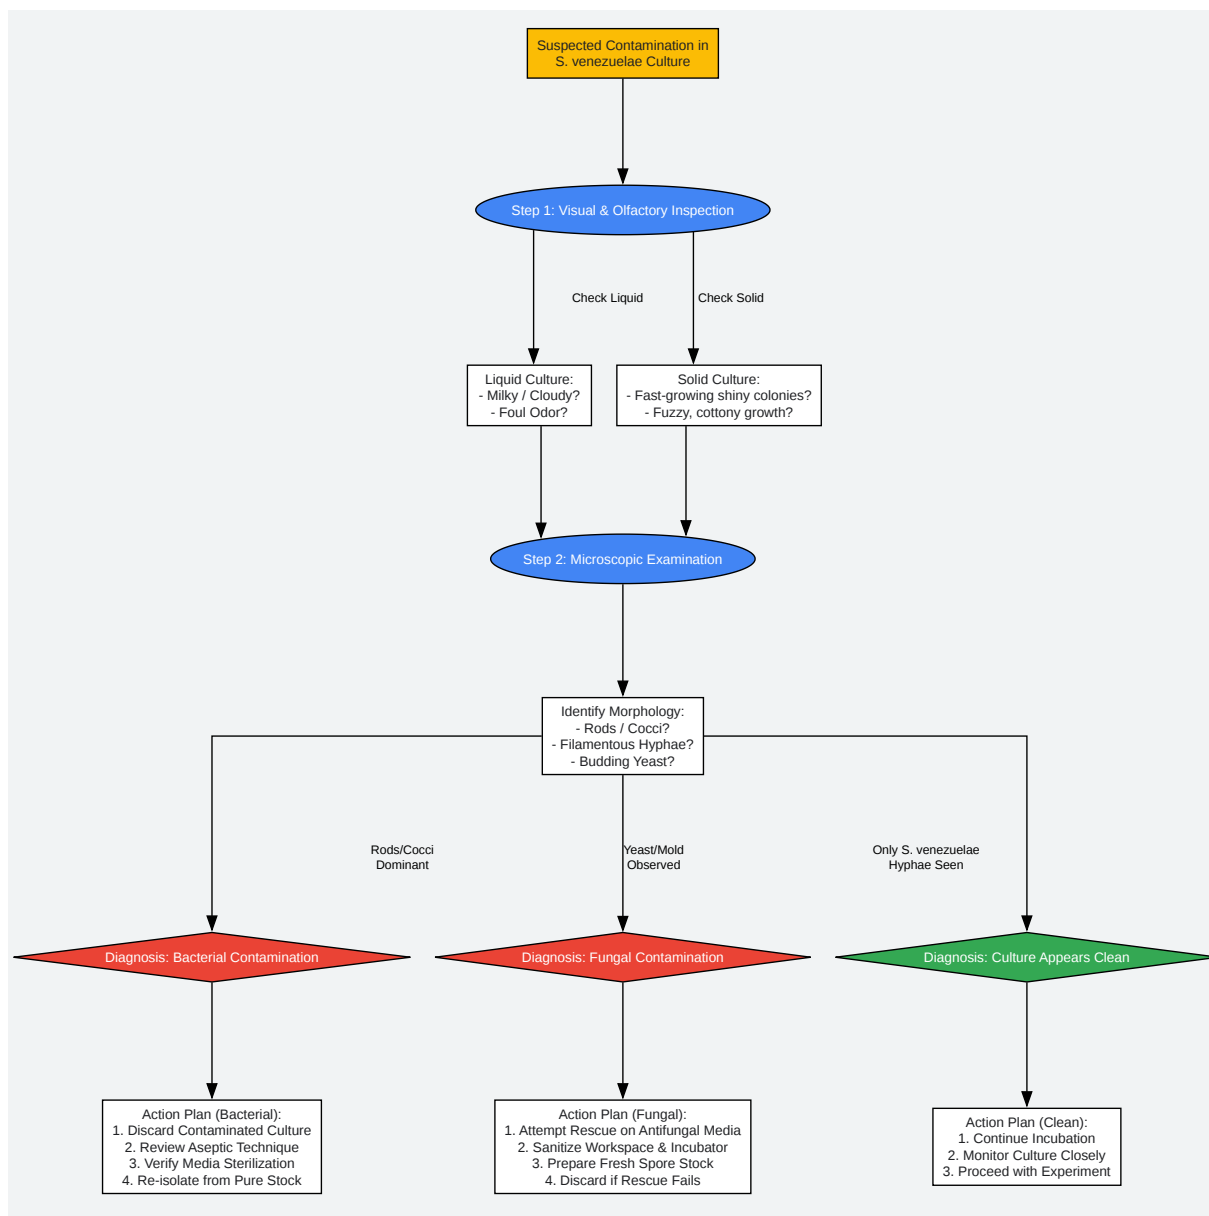 Suspected Contamination in
S. venezuelae Culture
Step 1: Visual & Olfactory Inspection
Check Liquid
Check Solid
Liquid Culture:
- Milky / Cloudy?
- Foul Odor?
Solid Culture:
- Fast-growing shiny colonies?
- Fuzzy, cottony growth?
Step 2: Microscopic Examination
Identify Morphology:
- Rods / Cocci?
- Filamentous Hyphae?
- Budding Yeast?
Rods/Cocci
Dominant
Yeast/Mold
Observed
Only S. venezuelae
Hyphae Seen
Diagnosis: Bacterial Contamination
Diagnosis: Fungal Contamination
Diagnosis: Culture Appears Clean
Action Plan (Bacterial):
1. Discard Contaminated Culture
2. Review Aseptic Technique
3. Verify Media Sterilization
4. Re-isolate from Pure Stock
Action Plan (Fungal):
1. Attempt Rescue on Antifungal Media
2. Sanitize Workspace & Incubator
3. Prepare Fresh Spore Stock
4. Discard if Rescue Fails
Action Plan (Clean):
1. Continue Incubation
2. Monitor Culture Closely
3. Proceed with Experiment